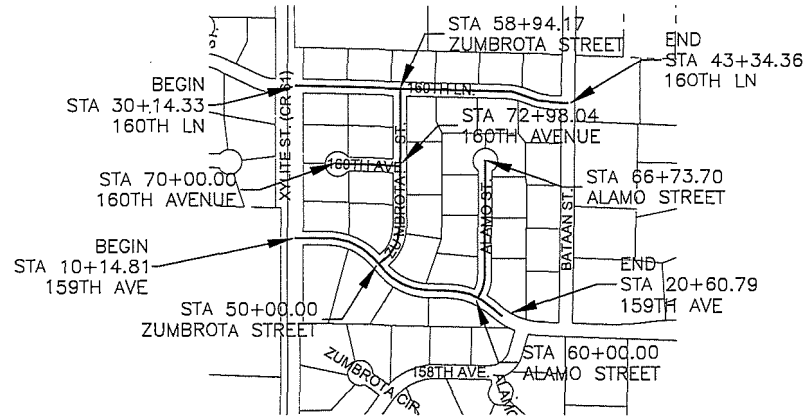 STA 58+94.17
ZUMBROTA STREET
END
STA 43+34.36
160TH LN
BEGIN
STA 30+14.33
160TH LN
160TH LN.
STA 72+98.04
160TH AVENUE
XYLITE ST. (CR 61)
ZUMBROTA ST.
160TH AVE.
STA 70+00.00
160TH AVENUE
STA 66+73.70
ALAMO STREET
ALAMO ST.
BATAAN ST.
BEGIN
STA 10+14.81
159TH AVE
END
STA 20+60.79
159TH AVE
STA 50+00.00
ZUMBROTA STREET
STA 60+00.00
ALAMO STREET
ZUMBROTA CIR.
158TH AVE.
ALAMO